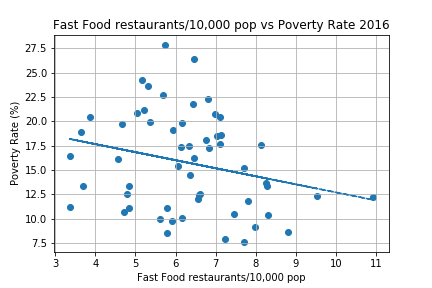 Fast Food restaurants/10,000 pop vs Poverty Rate 2016
27.5
25.0
22.5
20.0
17.5
15.0
12.5
10.0
7.5
Poverty Rate (%)
3 4 5 6 7 8 9 10 11
Fast Food restaurants/10,000 pop